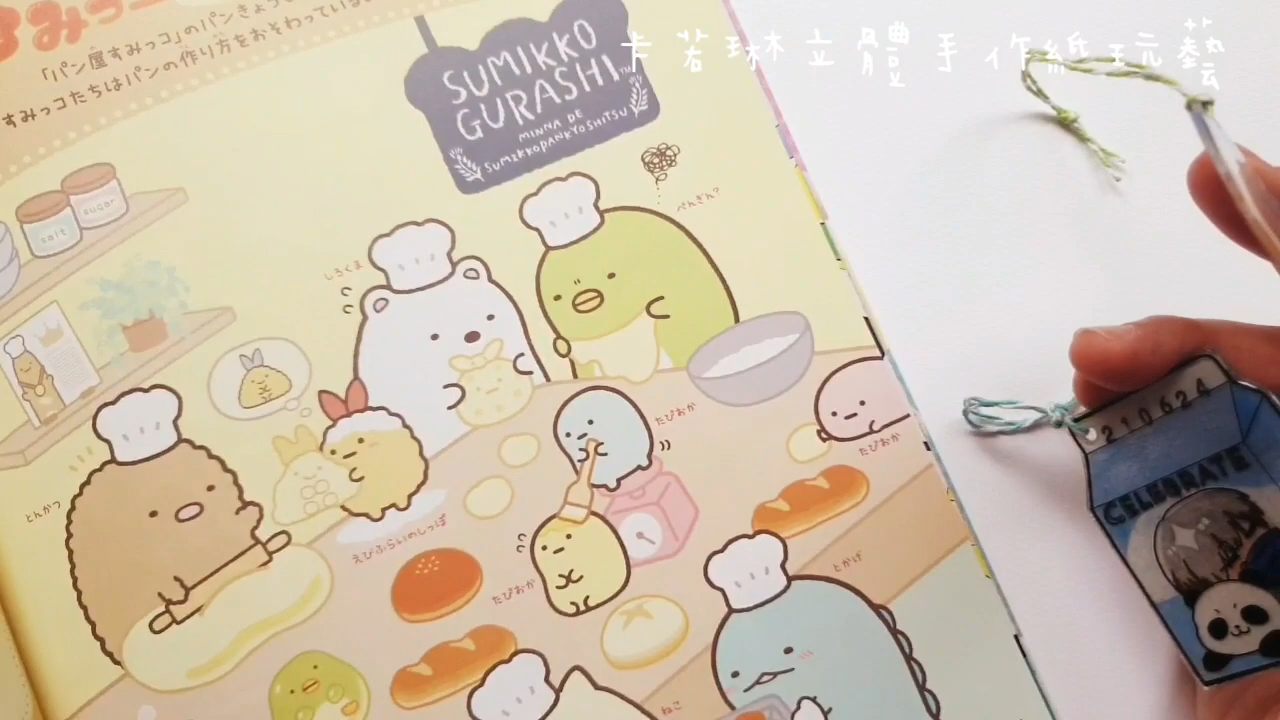 卡若琳立體手作紙玩藝
「パン屋すみっコ」のパンきょう
すみっコたちはパンの作り方をおそわっている
SUMIKKO
GURASHI™
MINNA DE
SUMIKKOPANKYOSHITSU
salt
sugar
しろくま
ぺんぎん?
とんかつ
えびふらいのしっぽ
たぴおか
たぴおか
たぴおか
とかげ
ねこ
210624
CELEBRATE